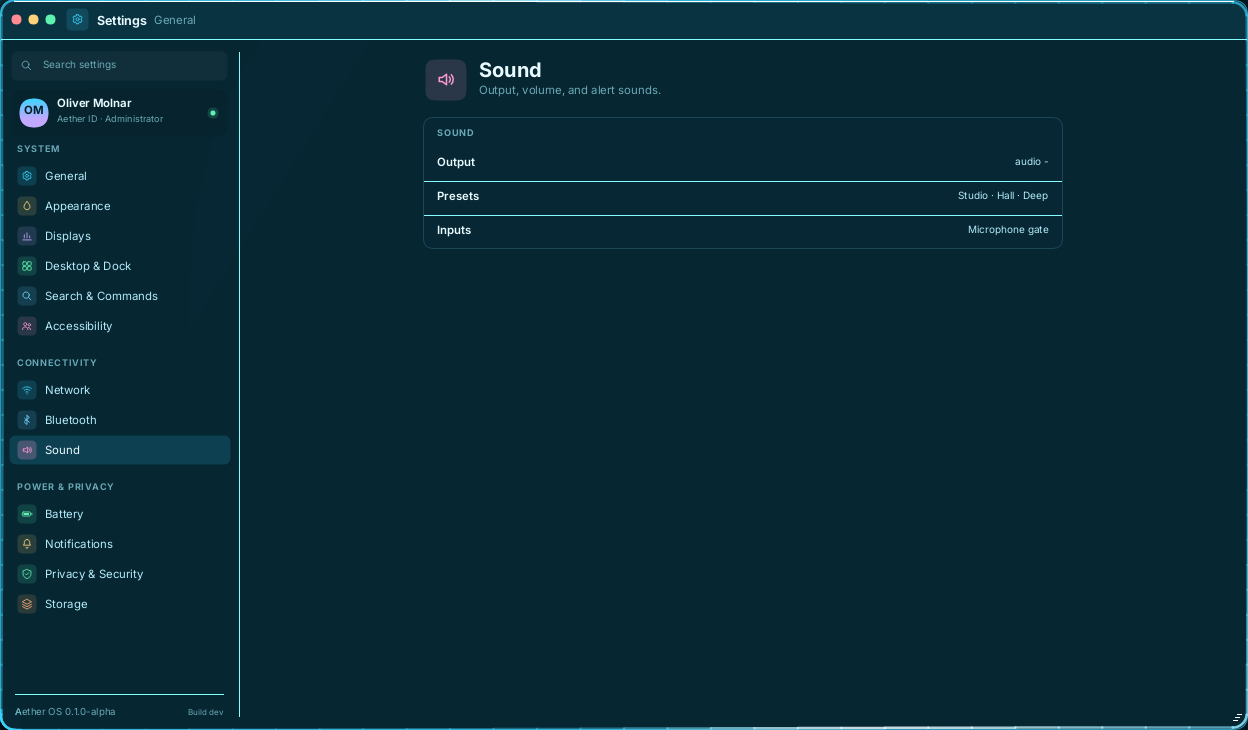 Settings General
Search settings
OM
Oliver Molnar
Aether ID · Administrator
SYSTEM
General
Appearance
Displays
Desktop & Dock
Search & Commands
Accessibility
CONNECTIVITY
Network
Bluetooth
Sound
POWER & PRIVACY
Battery
Notifications
Privacy & Security
Storage
Aether OS 0.1.0-alpha Build dev
Sound
Output, volume, and alert sounds.
SOUND
Output audio -
Presets Studio · Hall · Deep
Inputs Microphone gate